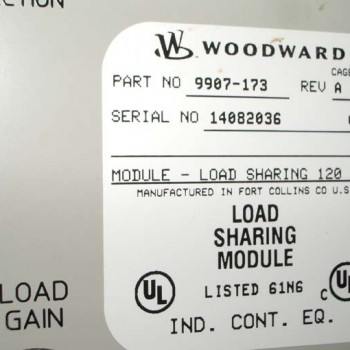 WOODWARD
CAGE
PART NO 9907-173 REV A
SERIAL NO 14082036
MODULE - LOAD SHARING 120
MANUFACTURED IN FORT COLLINS CO U.S
LOAD
SHARING
MODULE
UL LISTED 61N6 C UL
IND. CONT. EQ.
LOAD
GAIN